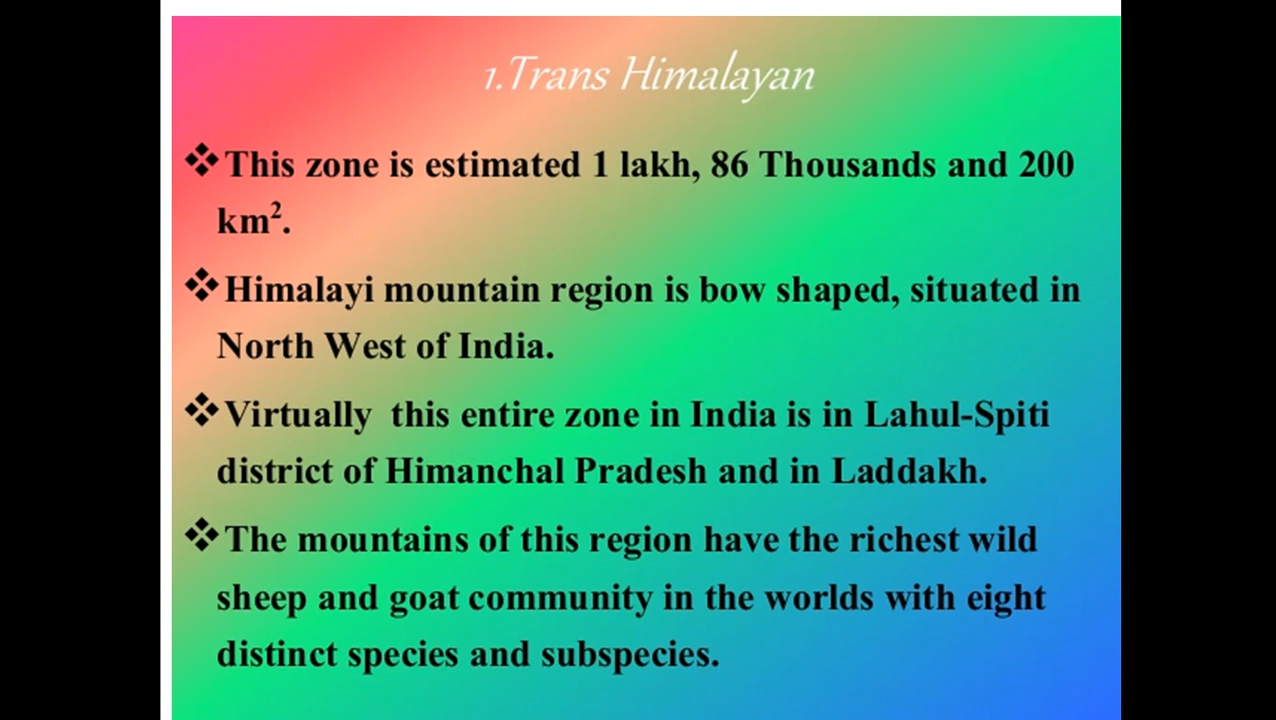 1.Trans Himalayan
❖This zone is estimated 1 lakh, 86 Thousands and 200
km².
❖Himalayi mountain region is bow shaped, situated in
North West of India.
❖Virtually this entire zone in India is in Lahul-Spiti
district of Himanchal Pradesh and in Laddakh.
❖The mountains of this region have the richest wild
sheep and goat community in the worlds with eight
distinct species and subspecies.